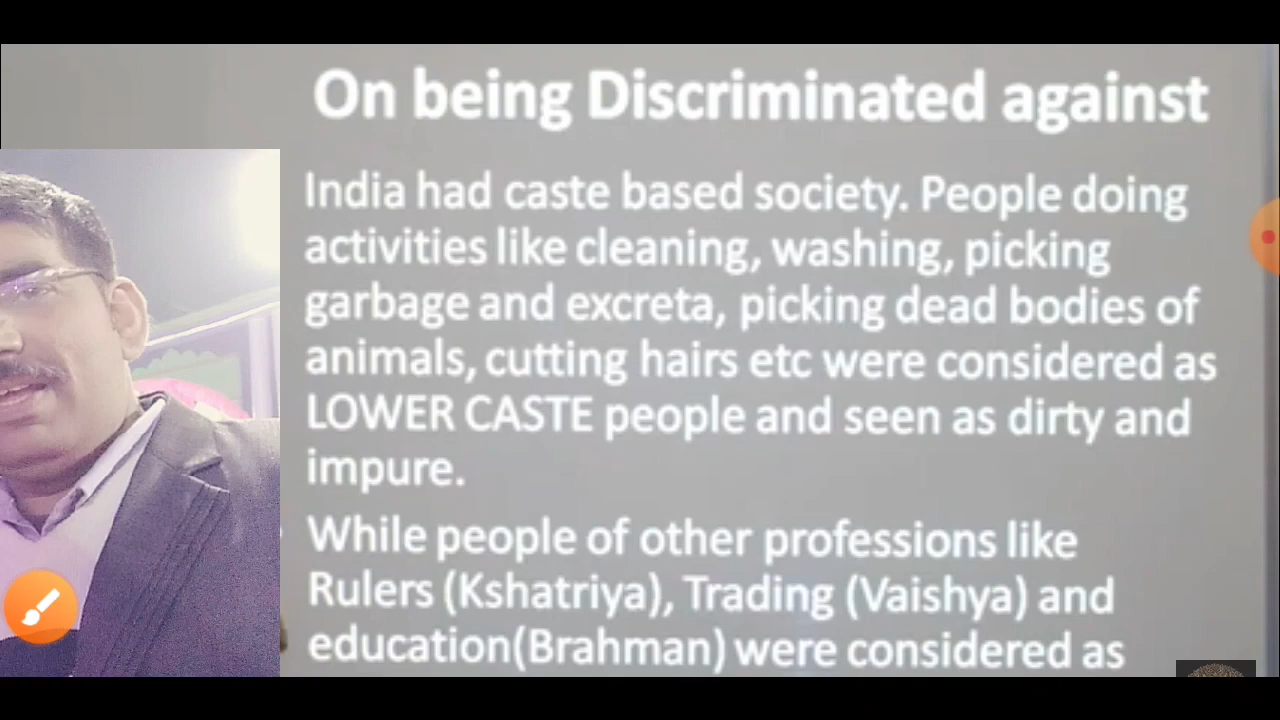 On being Discriminated against
India had caste based society. People doing
activities like cleaning, washing, picking
garbage and excreta, picking dead bodies of
animals, cutting hairs etc were considered as
LOWER CASTE people and seen as dirty and
impure.
While people of other professions like
Rulers (Kshatriya), Trading (Vaishya) and
education(Brahman) were considered as